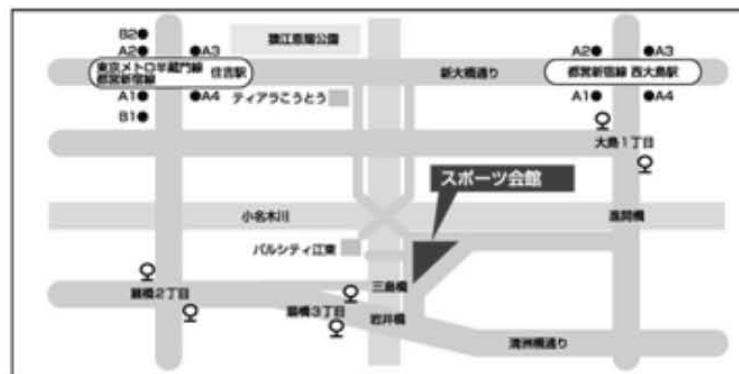 B2
A2
A3
東京メトロ半蔵門線
都営新宿線
住吉駅
A1
A4
B1
猿江恩賜公園
新大橋通り
ティアラこうとう
A2
A3
都営新宿線 西大島駅
A1
A4
大島1丁目
スポーツ会館
小名木川
進開橋
パルシティ江東
扇橋2丁目
三島橋
扇橋3丁目
岩井橋
清洲橋通り